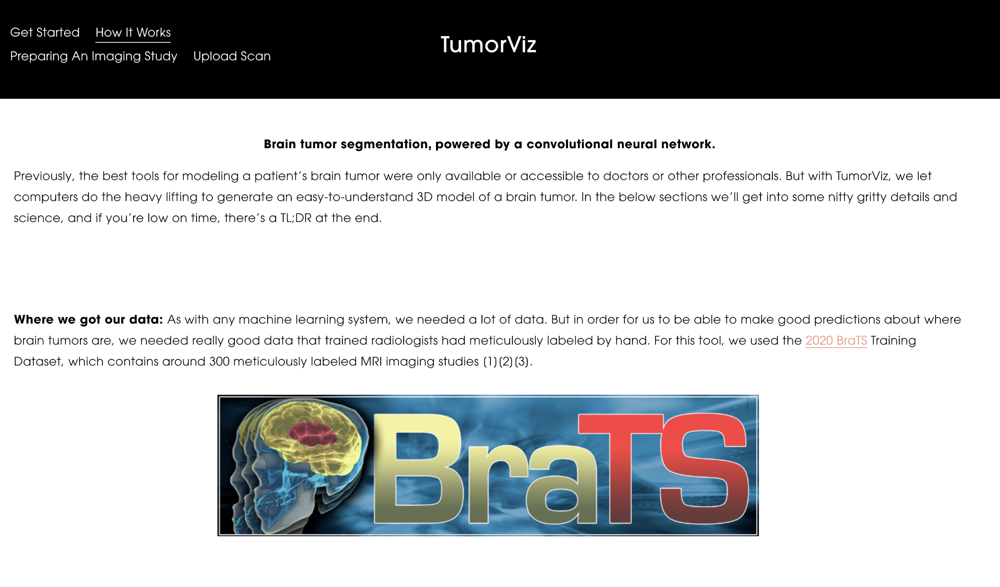 Get Started How It Works
Preparing An Imaging Study Upload Scan
TumorViz
Brain tumor segmentation, powered by a convolutional neural network.
Previously, the best tools for modeling a patient’s brain tumor were only available or accessible to doctors or other professionals. But with TumorViz, we let
computers do the heavy lifting to generate an easy-to-understand 3D model of a brain tumor. In the below sections we’ll get into some nitty gritty details and
science, and if you’re low on time, there’s a TL;DR at the end.
Where we got our data: As with any machine learning system, we needed a lot of data. But in order for us to be able to make good predictions about where
brain tumors are, we needed really good data that trained radiologists had meticulously labeled by hand. For this tool, we used the 2020 BraTS Training
Dataset, which contains around 300 meticulously labeled MRI imaging studies (1)(2)(3).
BraTS